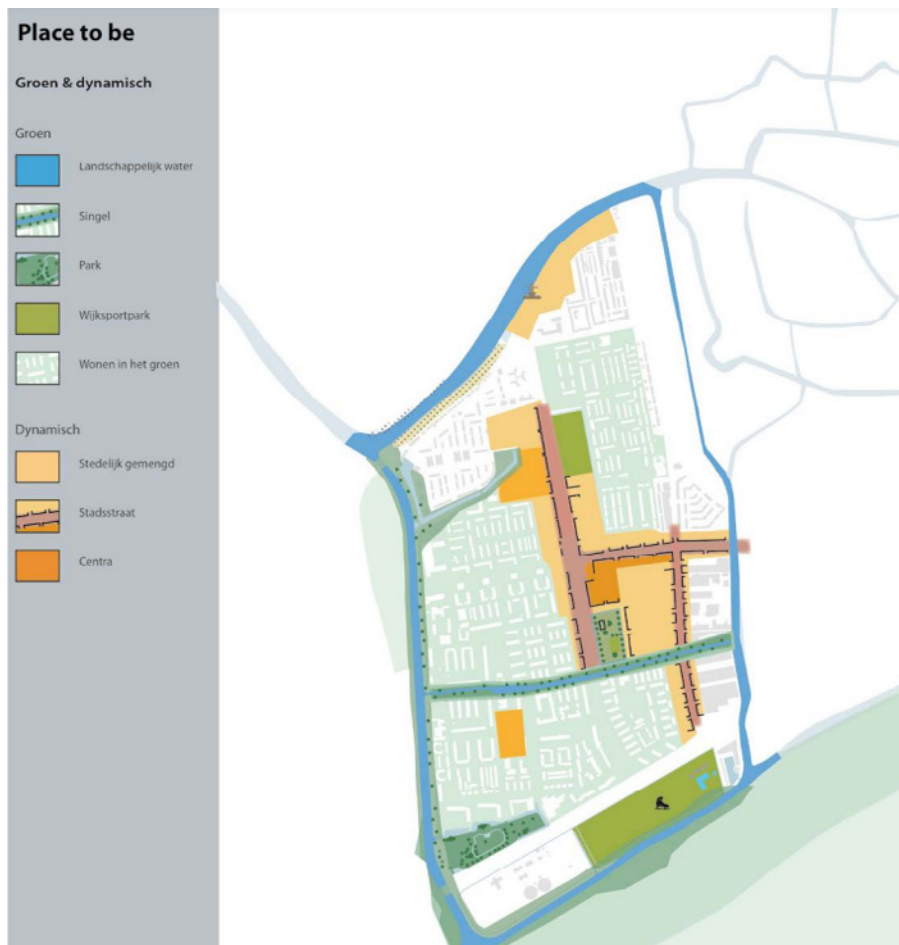 Place to be
Groen & dynamisch
Groen
Landschappelijk water
Singel
Park
Wijksportpark
Wonen in het groen
Dynamisch
Stedelijk gemengd
Stadsstraat
Centra